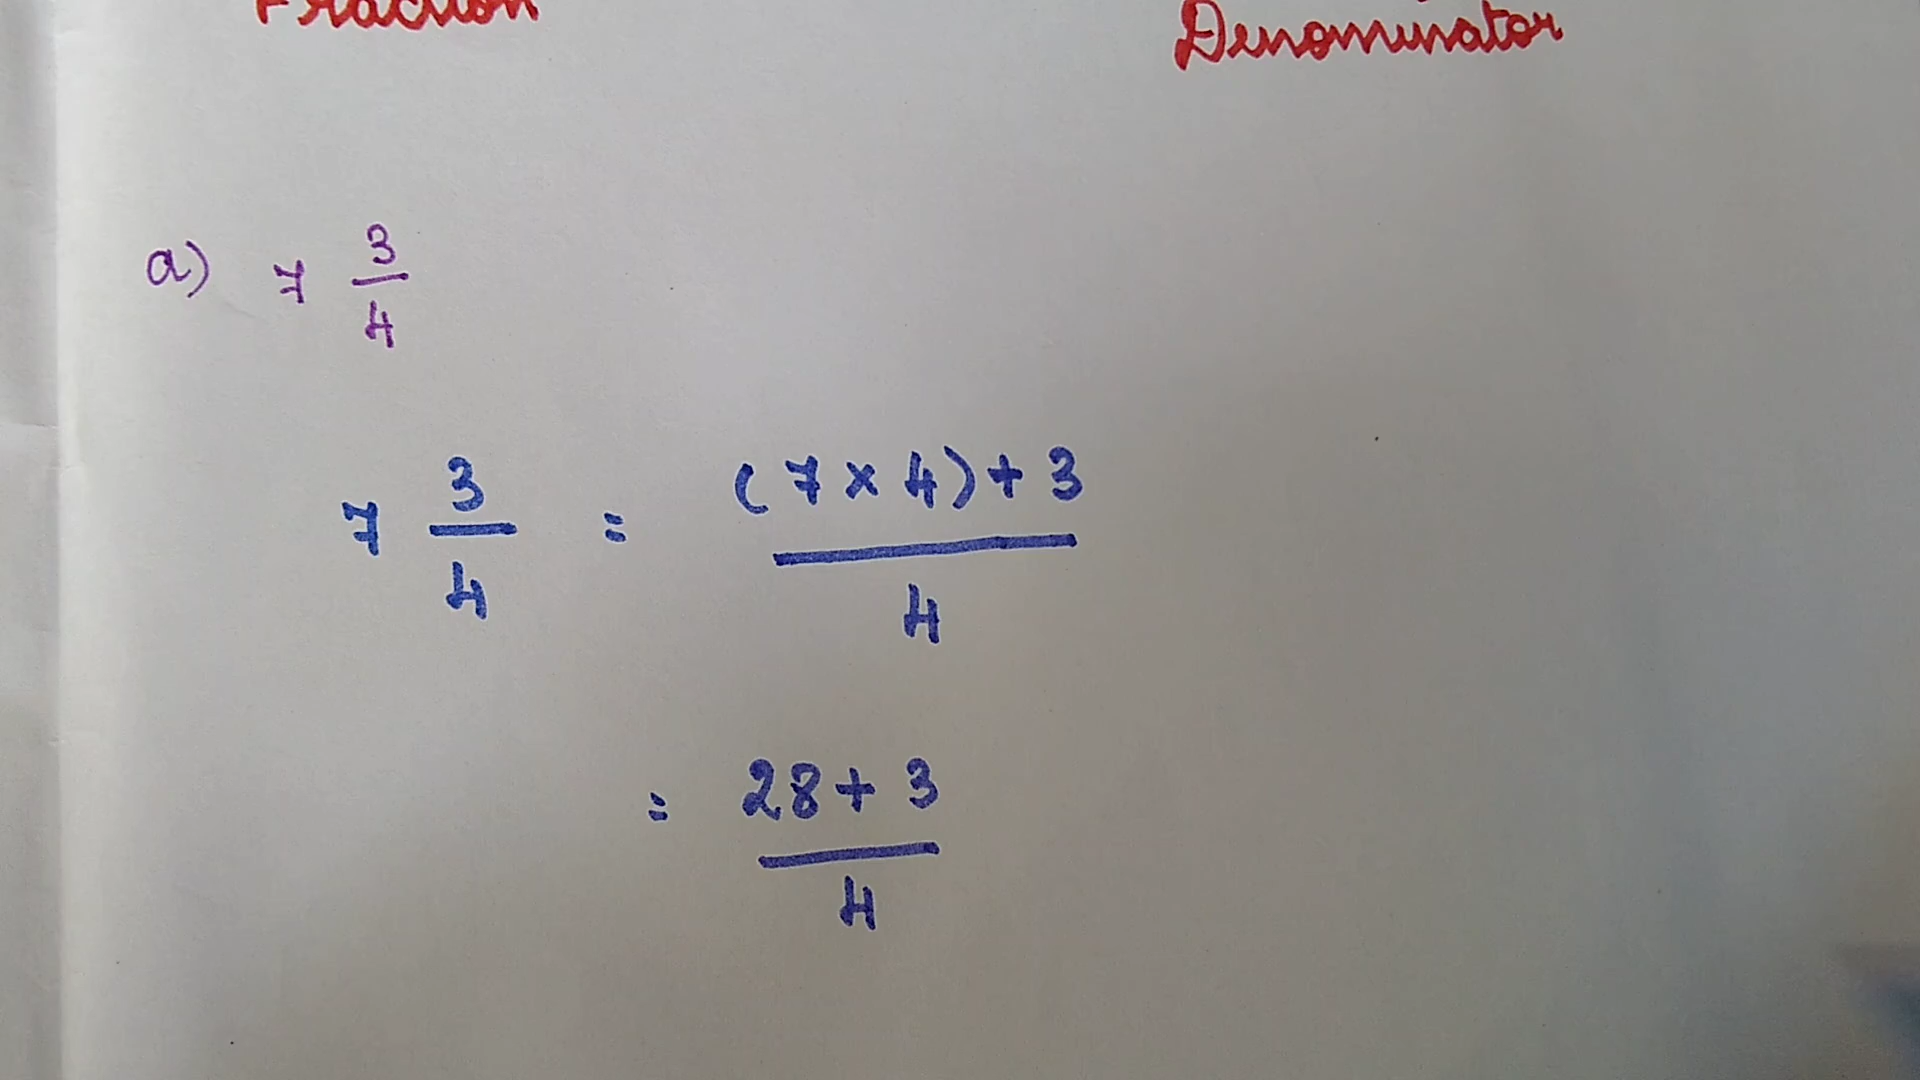 Fraction
Denominator
a) 7 3/4
7 3/4 = (7 × 4) + 3 / 4
= 28 + 3 / 4